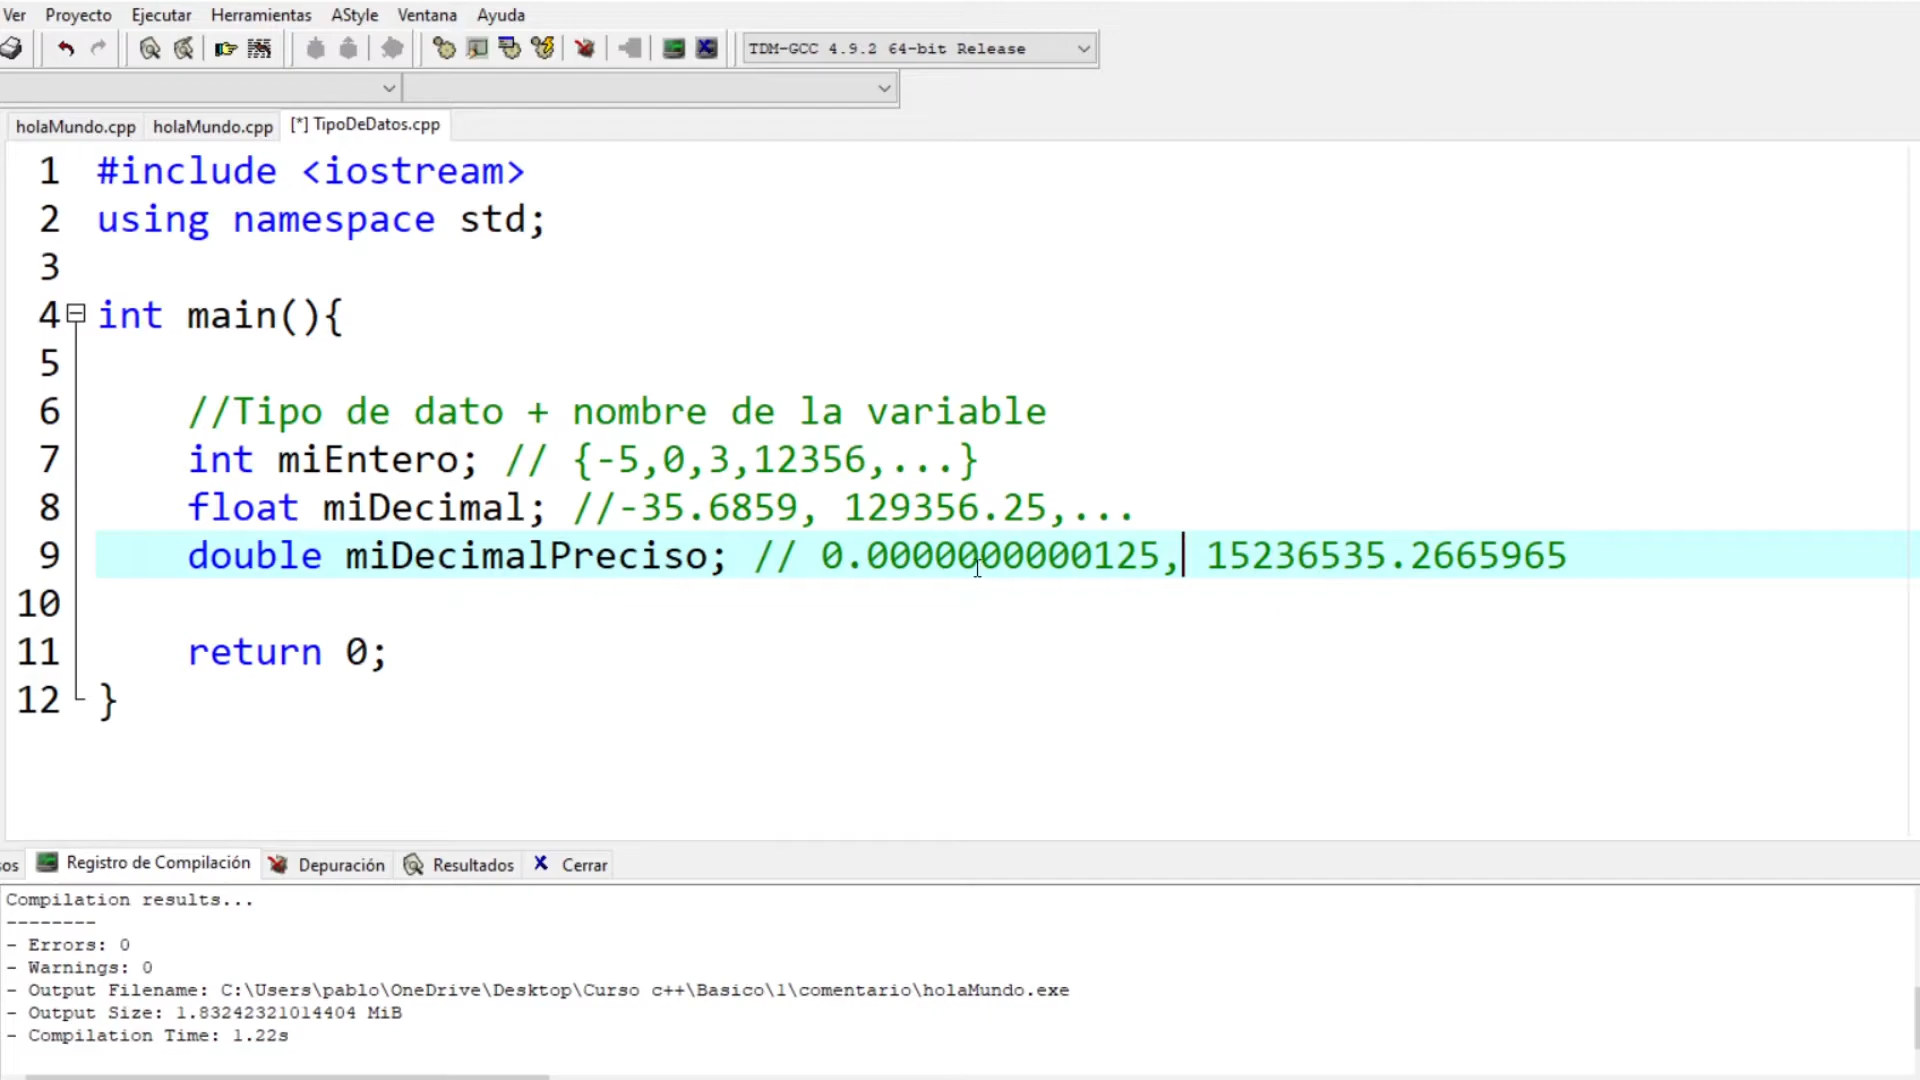 Ver Proyecto Ejecutar Herramientas AStyle Ventana Ayuda
TDM-GCC 4.9.2 64-bit Release
holaMundo.cpp holaMundo.cpp [*] TipoDeDatos.cpp
1 #include <iostream>
2 using namespace std;
3
4 int main(){
5
6 //Tipo de dato + nombre de la variable
7 int miEntero; // {-5,0,3,12356,...}
8 float miDecimal; //-35.6859, 129356.25,...
9 double miDecimalPreciso; // 0.0000000000125, 15236535.2665965
10
11 return 0;
12 }
sos Registro de Compilación Depuración Resultados Cerrar
Compilation results...
--------
- Errors: 0
- Warnings: 0
- Output Filename: C:\Users\pablo\OneDrive\Desktop\Curso c++\Basico\1\comentario\holaMundo.exe
- Output Size: 1.83242321014404 MiB
- Compilation Time: 1.22s